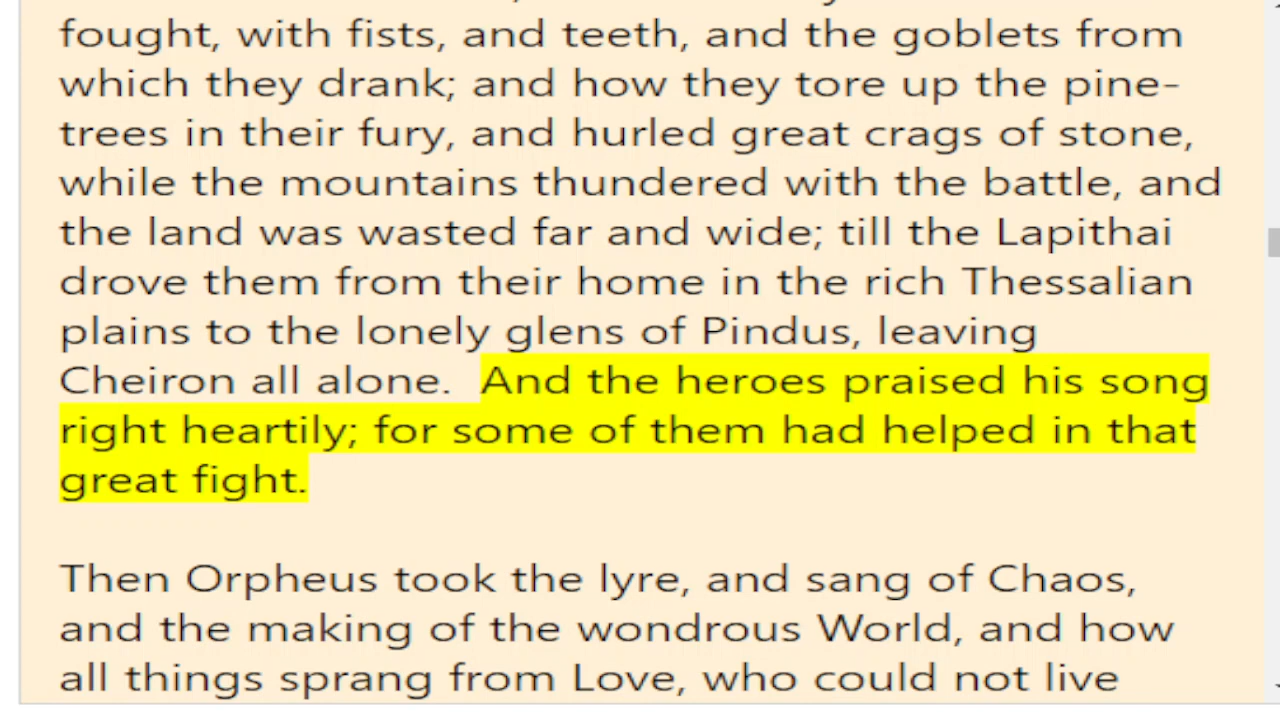 fought, with fists, and teeth, and the goblets from
which they drank; and how they tore up the pine-
trees in their fury, and hurled great crags of stone,
while the mountains thundered with the battle, and
the land was wasted far and wide; till the Lapithai
drove them from their home in the rich Thessalian
plains to the lonely glens of Pindus, leaving
Cheiron all alone.  And the heroes praised his song
right heartily; for some of them had helped in that
great fight.
Then Orpheus took the lyre, and sang of Chaos,
and the making of the wondrous World, and how
all things sprang from Love, who could not live